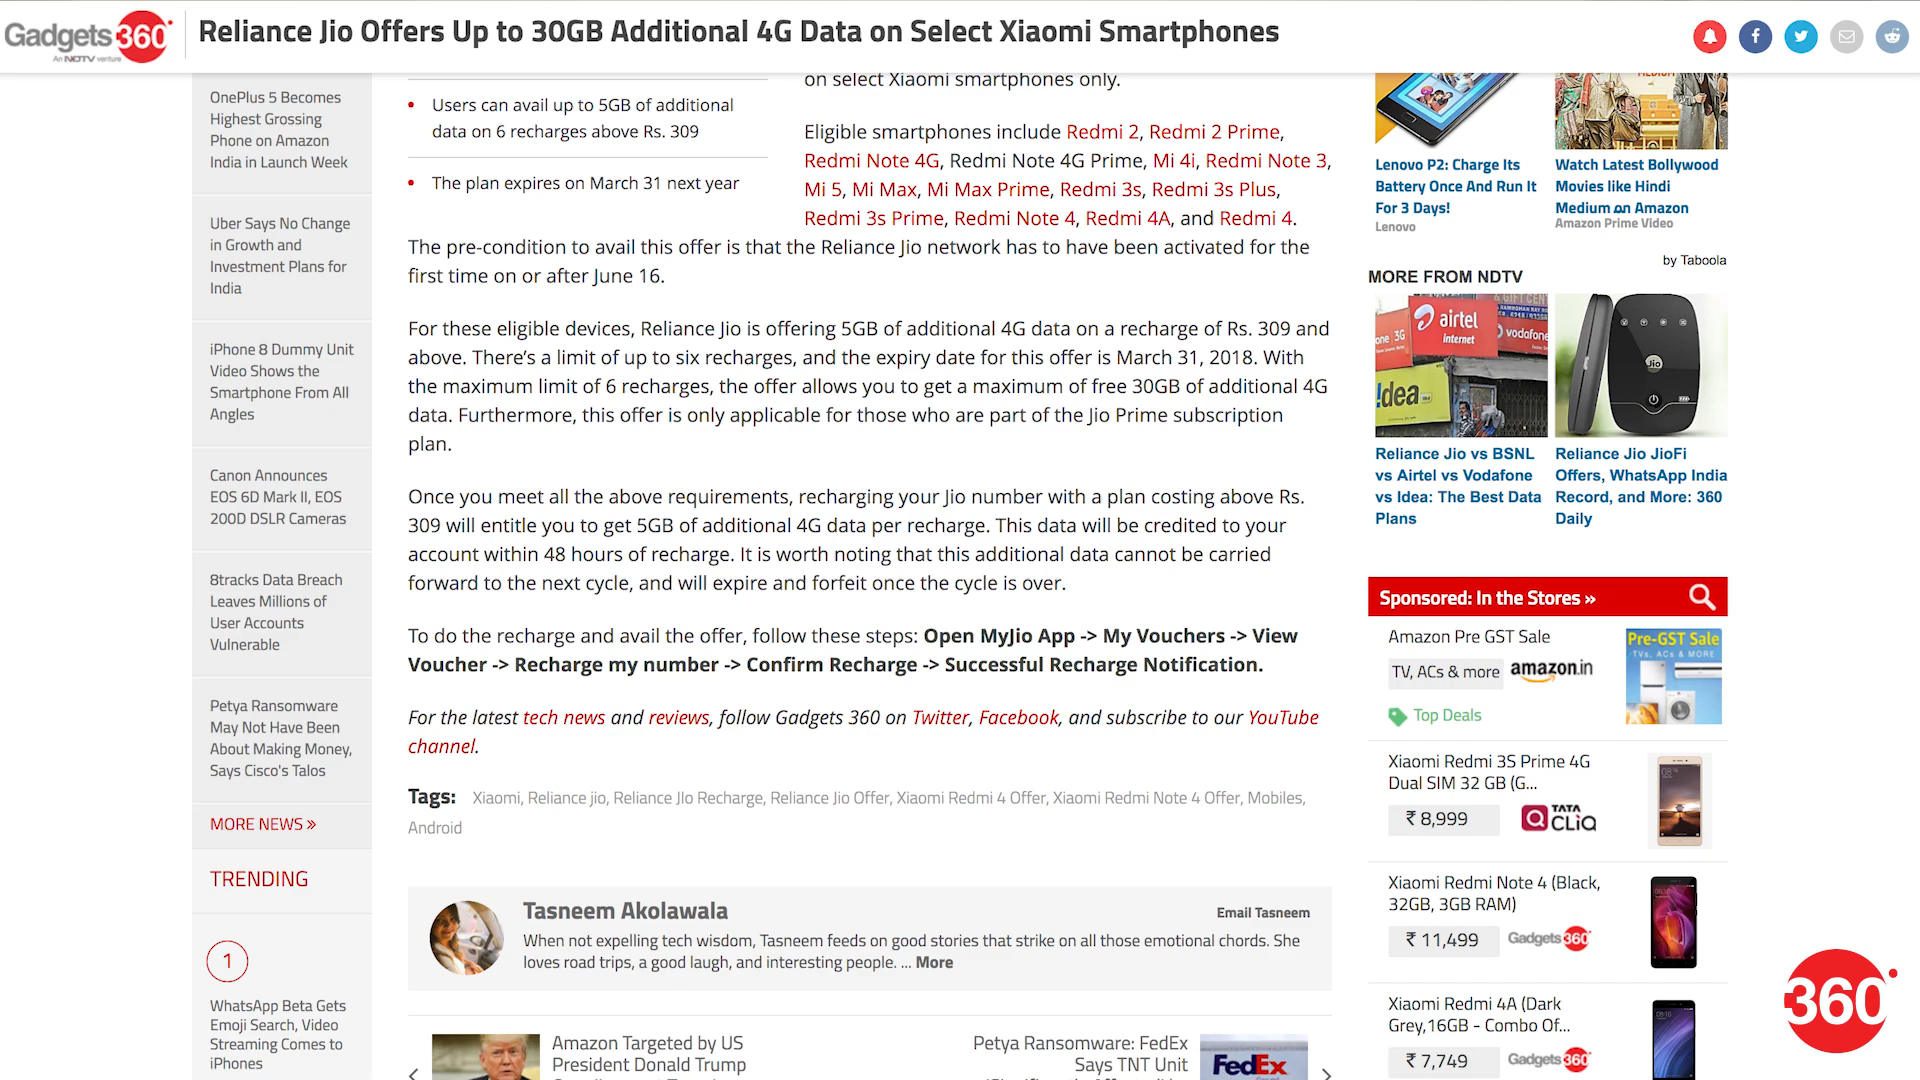 Gadgets 360
An NDTV venture
Reliance Jio Offers Up to 30GB Additional 4G Data on Select Xiaomi Smartphones
OnePlus 5 Becomes
Highest Grossing
Phone on Amazon
India in Launch Week
Uber Says No Change
in Growth and
Investment Plans for
India
iPhone 8 Dummy Unit
Video Shows the
Smartphone From All
Angles
Canon Announces
EOS 6D Mark II, EOS
200D DSLR Cameras
8tracks Data Breach
Leaves Millions of
User Accounts
Vulnerable
Petya Ransomware
May Not Have Been
About Making Money,
Says Cisco's Talos
MORE NEWS »
TRENDING
1
WhatsApp Beta Gets
Emoji Search, Video
Streaming Comes to
iPhones
Users can avail up to 5GB of additional
data on 6 recharges above Rs. 309
The plan expires on March 31 next year
on select Xiaomi smartphones only.
Eligible smartphones include Redmi 2, Redmi 2 Prime,
Redmi Note 4G, Redmi Note 4G Prime, Mi 4i, Redmi Note 3,
Mi 5, Mi Max, Mi Max Prime, Redmi 3s, Redmi 3s Plus,
Redmi 3s Prime, Redmi Note 4, Redmi 4A, and Redmi 4.
The pre-condition to avail this offer is that the Reliance Jio network has to have been activated for the
first time on or after June 16.
For these eligible devices, Reliance Jio is offering 5GB of additional 4G data on a recharge of Rs. 309 and
above. There's a limit of up to six recharges, and the expiry date for this offer is March 31, 2018. With
the maximum limit of 6 recharges, the offer allows you to get a maximum of free 30GB of additional 4G
data. Furthermore, this offer is only applicable for those who are part of the Jio Prime subscription
plan.
Once you meet all the above requirements, recharging your Jio number with a plan costing above Rs.
309 will entitle you to get 5GB of additional 4G data per recharge. This data will be credited to your
account within 48 hours of recharge. It is worth noting that this additional data cannot be carried
forward to the next cycle, and will expire and forfeit once the cycle is over.
To do the recharge and avail the offer, follow these steps: Open MyJio App -> My Vouchers -> View
Voucher -> Recharge my number -> Confirm Recharge -> Successful Recharge Notification.
For the latest tech news and reviews, follow Gadgets 360 on Twitter, Facebook, and subscribe to our YouTube
channel.
Tags: Xiaomi, Reliance jio, Reliance JIo Recharge, Reliance Jio Offer, Xiaomi Redmi 4 Offer, Xiaomi Redmi Note 4 Offer, Mobiles,
Android
Tasneem Akolawala
Email Tasneem
When not expelling tech wisdom, Tasneem feeds on good stories that strike on all those emotional chords. She
loves road trips, a good laugh, and interesting people. ... More
Amazon Targeted by US
President Donald Trump
Petya Ransomware: FedEx
Says TNT Unit
FedEx
Lenovo P2: Charge Its
Battery Once And Run It
For 3 Days!
Lenovo
MEDIUM
Watch Latest Bollywood
Movies like Hindi
Medium on Amazon
Amazon Prime Video
by Taboola
MORE FROM NDTV
one 3G
airtel
internet
vodafone
!dea
Jio
Reliance Jio vs BSNL
vs Airtel vs Vodafone
vs Idea: The Best Data
Plans
Reliance Jio JioFi
Offers, WhatsApp India
Record, and More: 360
Daily
Sponsored: In the Stores »
Amazon Pre GST Sale
TV, ACs & more
amazon.in
Top Deals
Pre-GST Sale
TVs, ACs & MORE
Xiaomi Redmi 3S Prime 4G
Dual SIM 32 GB (G...
₹ 8,999
TATA
CLiQ
Xiaomi Redmi Note 4 (Black,
32GB, 3GB RAM)
₹ 11,499
Gadgets 360
Xiaomi Redmi 4A (Dark
Grey,16GB - Combo Of...
₹ 7,749
Gadgets 360
360